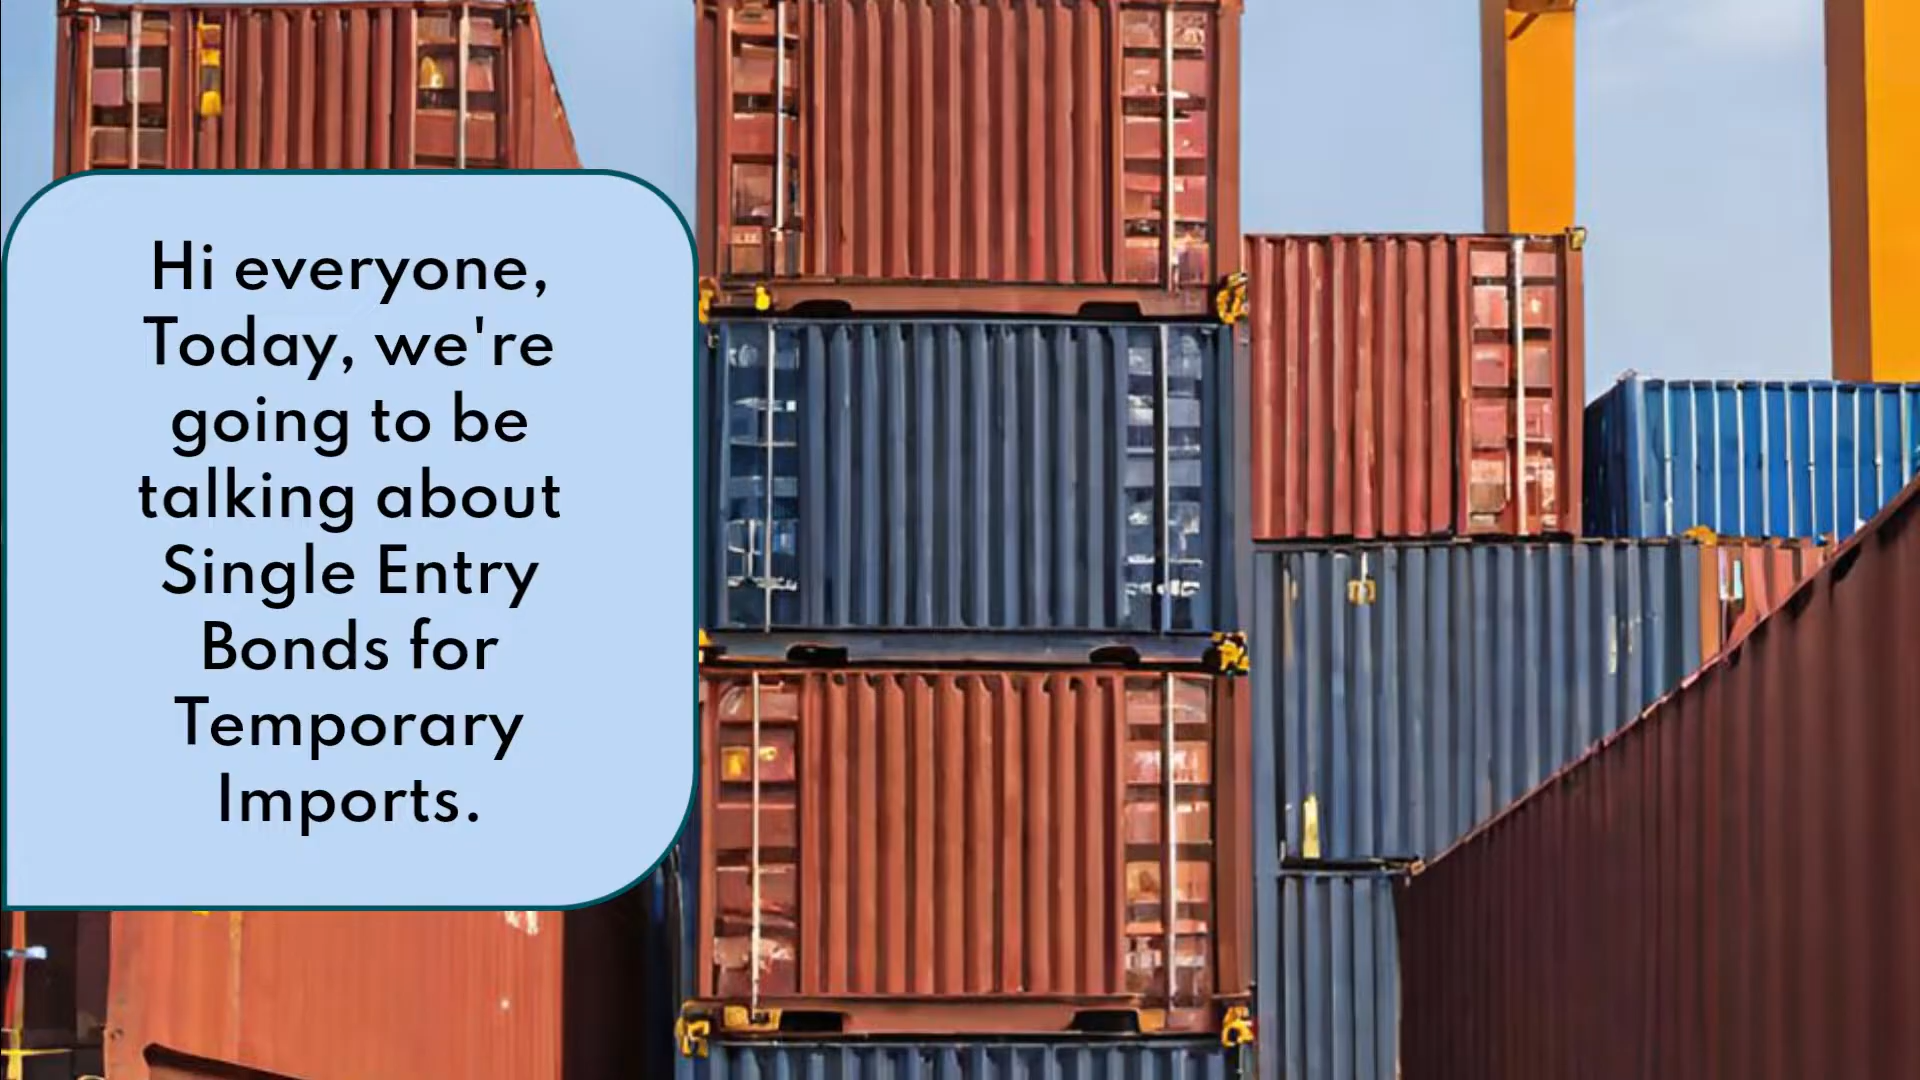 Hi everyone,
Today, we're
going to be
talking about
Single Entry
Bonds for
Temporary
Imports.